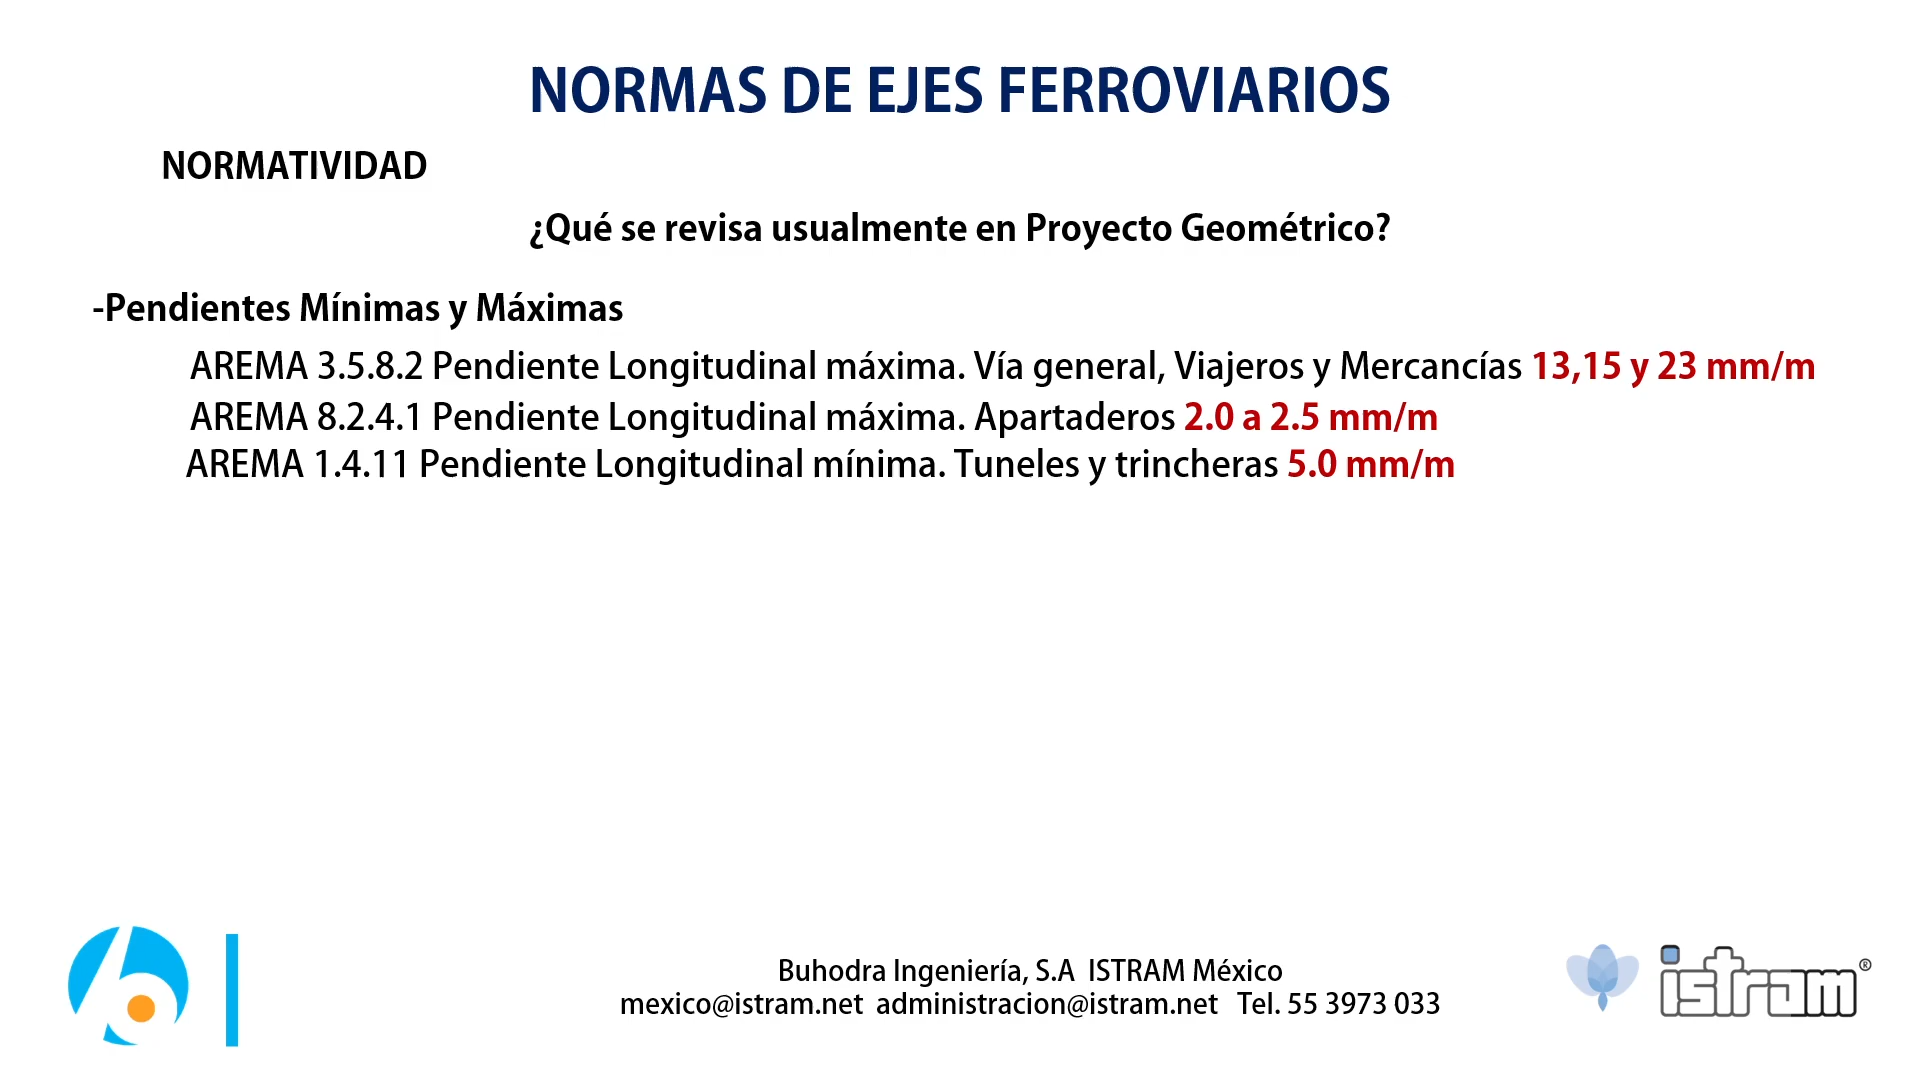 NORMAS DE EJES FERROVIARIOS
NORMATIVIDAD
¿Qué se revisa usualmente en Proyecto Geométrico?
-Pendientes Mínimas y Máximas
AREMA 3.5.8.2 Pendiente Longitudinal máxima. Vía general, Viajeros y Mercancías 13,15 y 23 mm/m
AREMA 8.2.4.1 Pendiente Longitudinal máxima. Apartaderos 2.0 a 2.5 mm/m
AREMA 1.4.11 Pendiente Longitudinal mínima. Tuneles y trincheras 5.0 mm/m
Buhodra Ingeniería, S.A  ISTRAM México
mexico@istram.net  administracion@istram.net   Tel. 55 3973 033
istram®